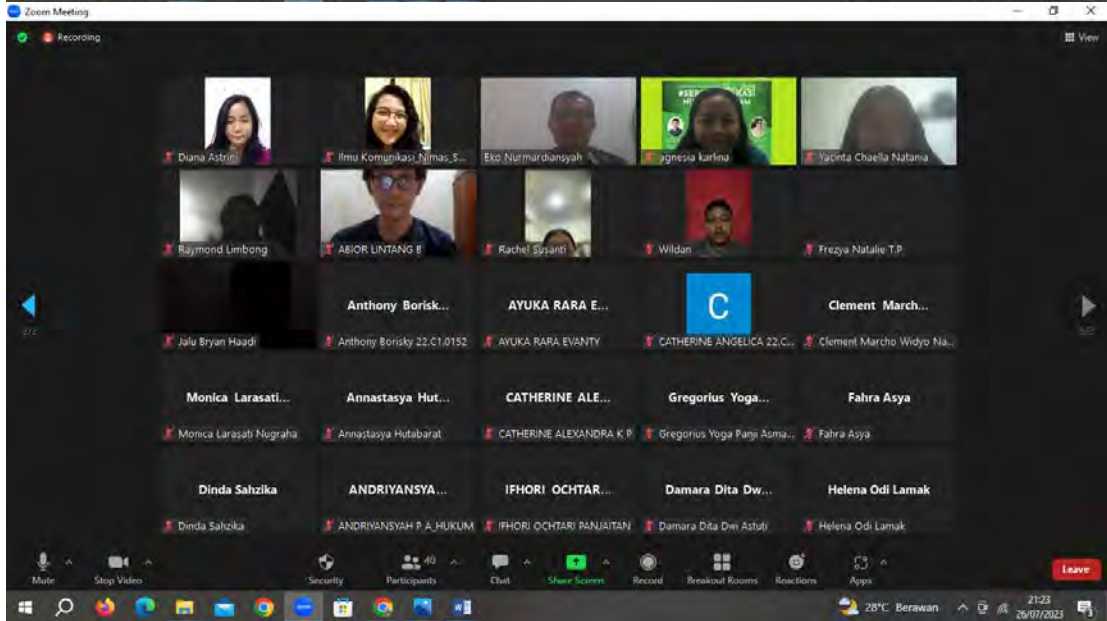 Zoom Meeting
Recording
View
Diana Astrini
Ilmu Komunikasi_Nimas_S...
Eko Nurmardiansyah
agnesia karlina
Yacinta Chaella Natania
Raymond Limbong
ABIOR LINTANG B
Rachel Susanti
Wildan
Frezya Natalie T.P
Anthony Borisk...
AYUKA RARA E...
C
Clement March...
Jalu Bryan Haadi
Anthony Borisky 22.C1.0152
AYUKA RARA EVANTY
CATHERINE ANGELICA 22.C...
Clement Marcho Widyo Na...
Monica Larasati...
Annastasya Hut...
CATHERINE ALE...
Gregorius Yoga...
Fahra Asya
Monica Larasati Nugraha
Annastasya Hutabarat
CATHERINE ALEXANDRA K P
Gregorius Yoga Panji Asma...
Fahra Asya
Dinda Sahzika
ANDRIYANSYA...
IFHORI OCHTAR...
Damara Dita Dw...
Helena Odi Lamak
Dinda Sahzika
ANDRIYANSYAH P A_HUKUM
IFHORI OCHTARI PANJAITAN
Damara Dita Dwi Astuti
Helena Odi Lamak
Mute
Stop Video
Security
Participants
40
Chat
Share Screen
Record
Breakout Rooms
Reactions
Apps
Leave
28°C Berawan
21:23
26/07/2023
3